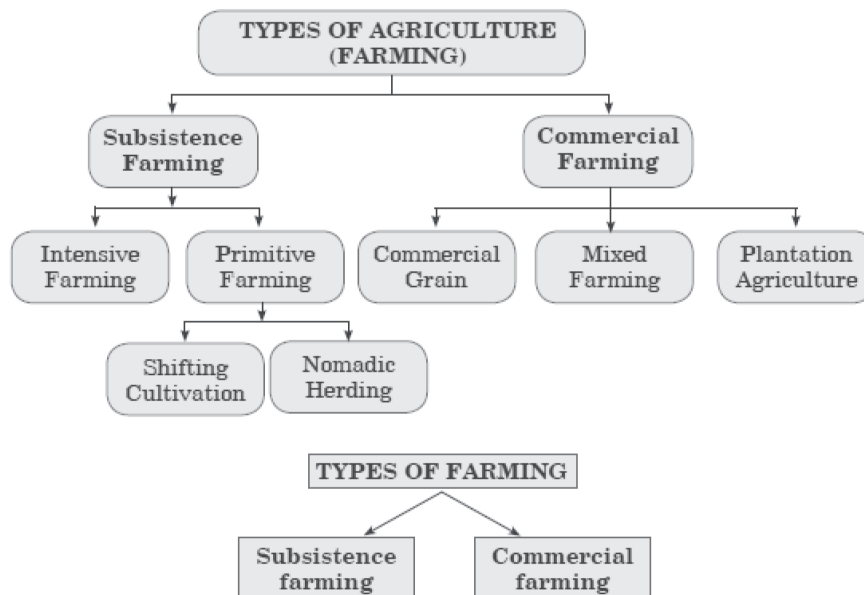 TYPES OF AGRICULTURE
(FARMING)
Subsistence
Farming
Commercial
Farming
Intensive
Farming
Primitive
Farming
Commercial
Grain
Mixed
Farming
Plantation
Agriculture
Shifting
Cultivation
Nomadic
Herding
TYPES OF FARMING
Subsistence
farming
Commercial
farming